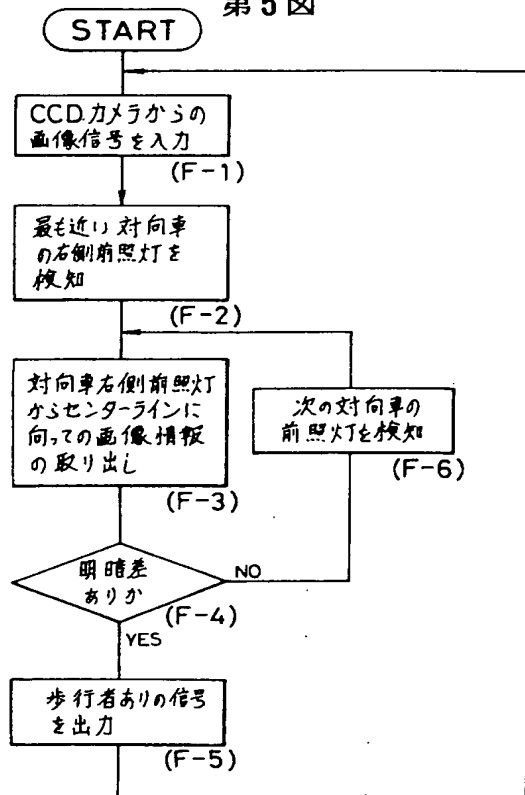 第5図
START
CCDカメラからの
画像信号を入力
(F-1)
最も近い対向車
の右側前照灯を
検知
(F-2)
対向車右側前照灯
からセンターラインに
向っての画像情報
の取り出し
(F-3)
次の対向車の
前照灯を検知
(F-6)
明暗差
ありか
NO
(F-4)
YES
歩行者ありの信号
を出力
(F-5)